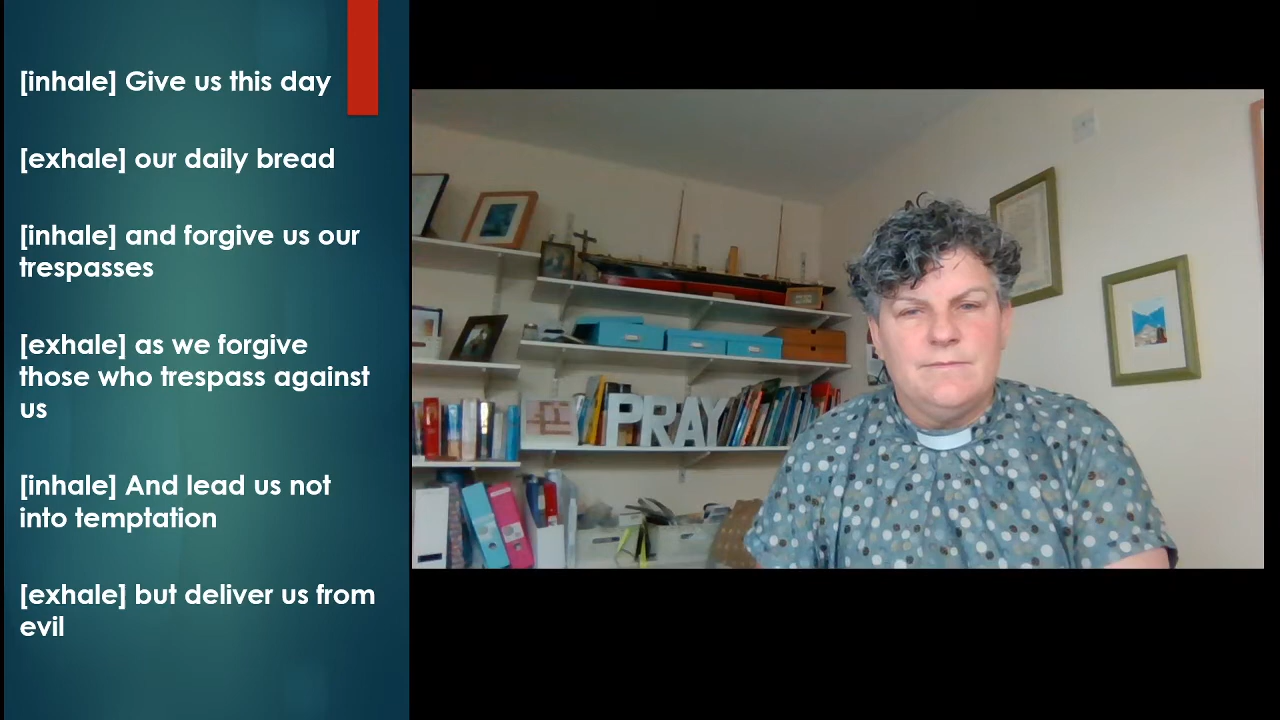 [inhale] Give us this day
[exhale] our daily bread
[inhale] and forgive us our
trespasses
[exhale] as we forgive
those who trespass against
us
[inhale] And lead us not
into temptation
[exhale] but deliver us from
evil
PRAY